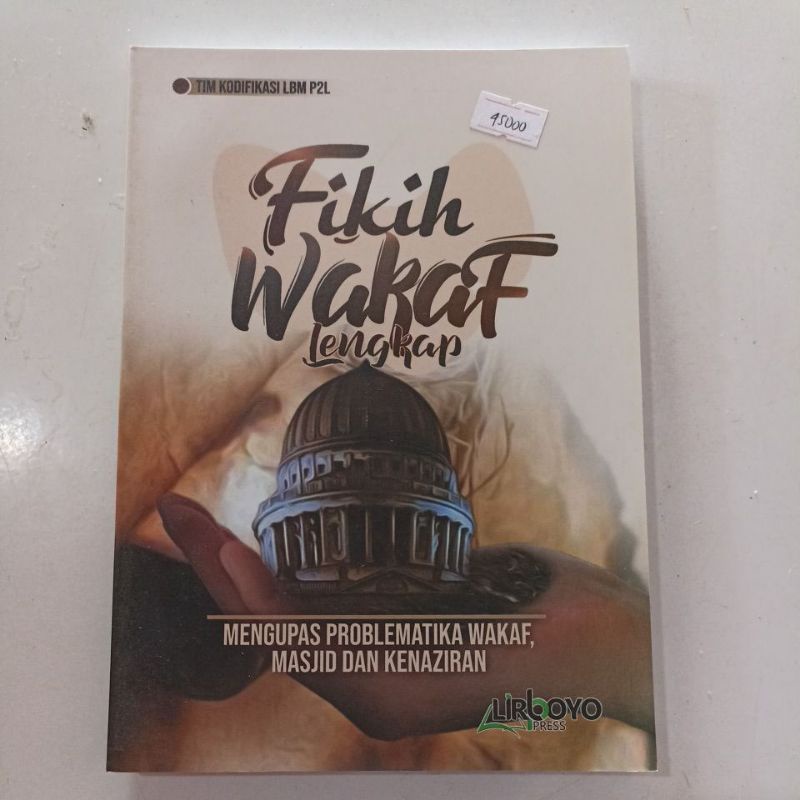 TIM KODIFIKASI LBM P2L
45000
Fikih
Wakaf
Lengkap
MENGUPAS PROBLEMATIKA WAKAF,
MASJID DAN KENAZIRAN
LIRBOYO
PRESS